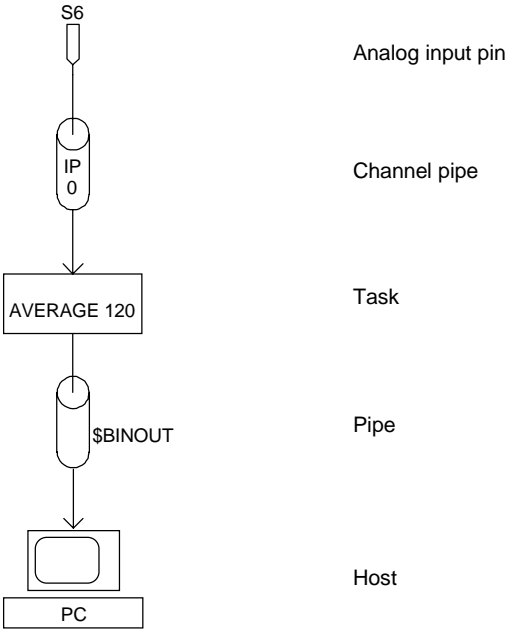 S6
Analog input pin
IP
0
Channel pipe
AVERAGE 120
Task
$BINOUT
Pipe
Host
PC